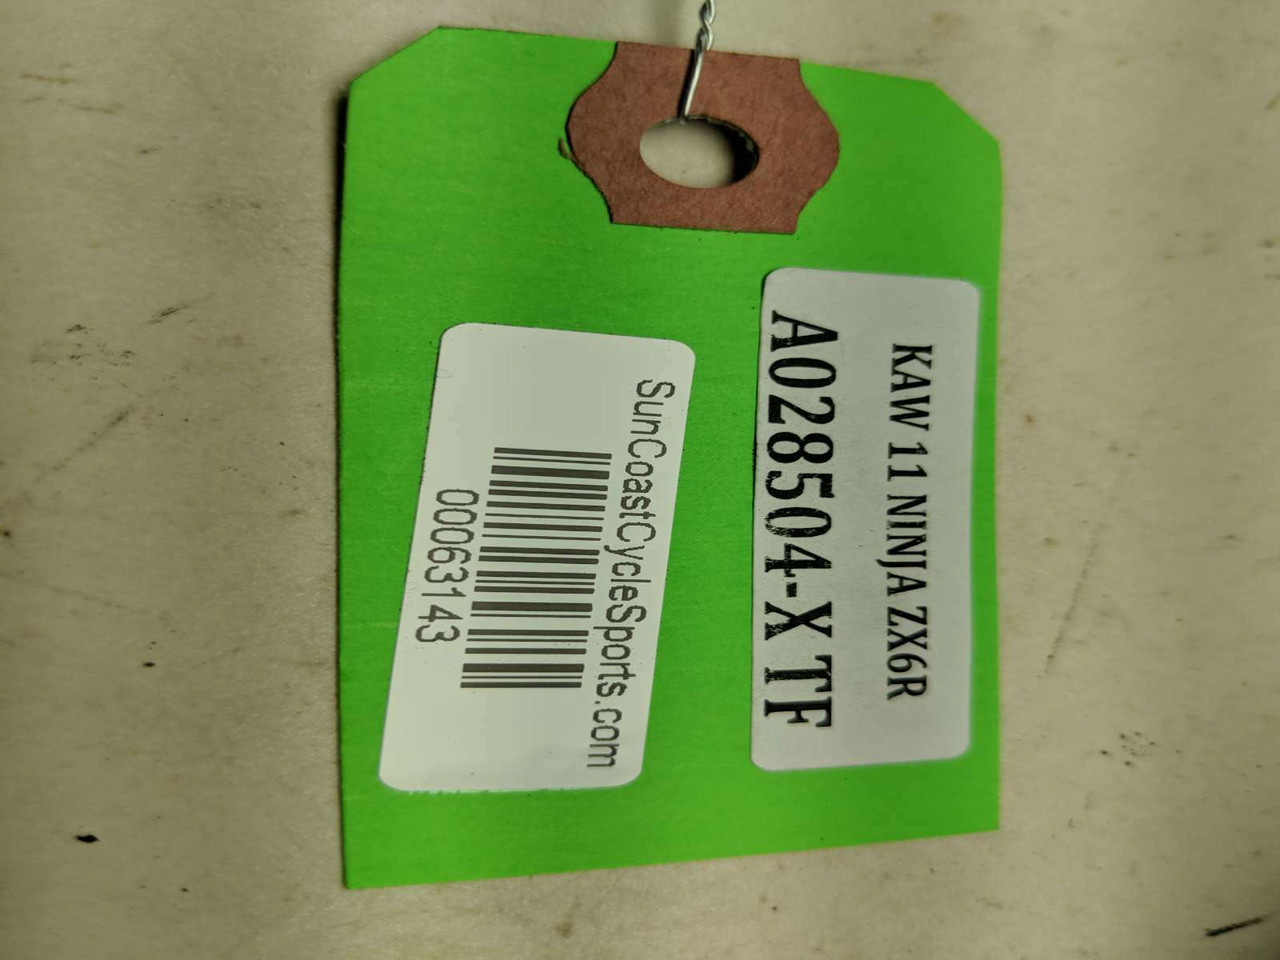 KAW 11 NINJA ZX6R
A028504-X TF
SunCoastCycleSports.com
00063143